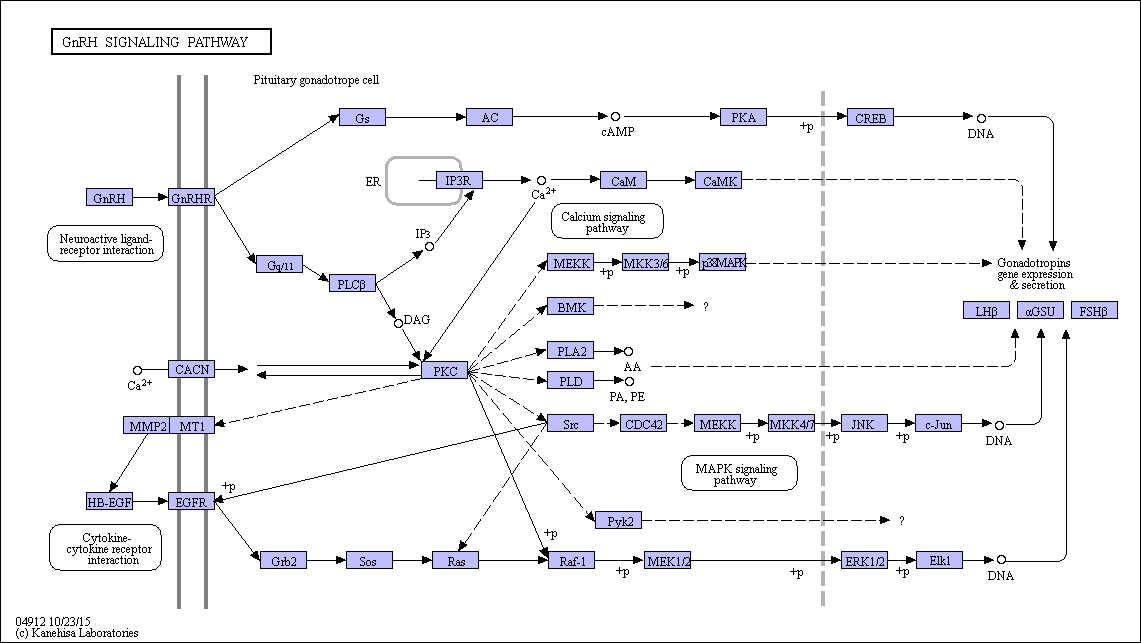 GnRH SIGNALING PATHWAY
Pituitary gonadotrope cell
Gs
AC
cAMP
PKA
+p
CREB
DNA
ER
IP3R
Ca2+
CaM
CaMK
GnRH
GnRHR
Neuroactive ligand-
receptor interaction
Calcium signaling
pathway
IP3
Gq/11
PLCβ
MEKK
+p
MKK3/6
+p
p38MAPK
Gonadotropins
gene expression
& secretion
BMK
?
LHβ
αGSU
FSHβ
DAG
PLA2
AA
CACN
Ca2+
PKC
PLD
PA, PE
MMP2
MT1
Src
CDC42
MEKK
+p
MKK4/7
+p
JNK
+p
c-Jun
DNA
MAPK signaling
pathway
+p
HB-EGF
EGFR
Pyk2
?
Cytokine-
cytokine receptor
interaction
+p
Grb2
Sos
Ras
Raf-1
+p
MEK1/2
+p
ERK1/2
+p
Elk1
DNA
04912 10/23/15
(c) Kanehisa Laboratories